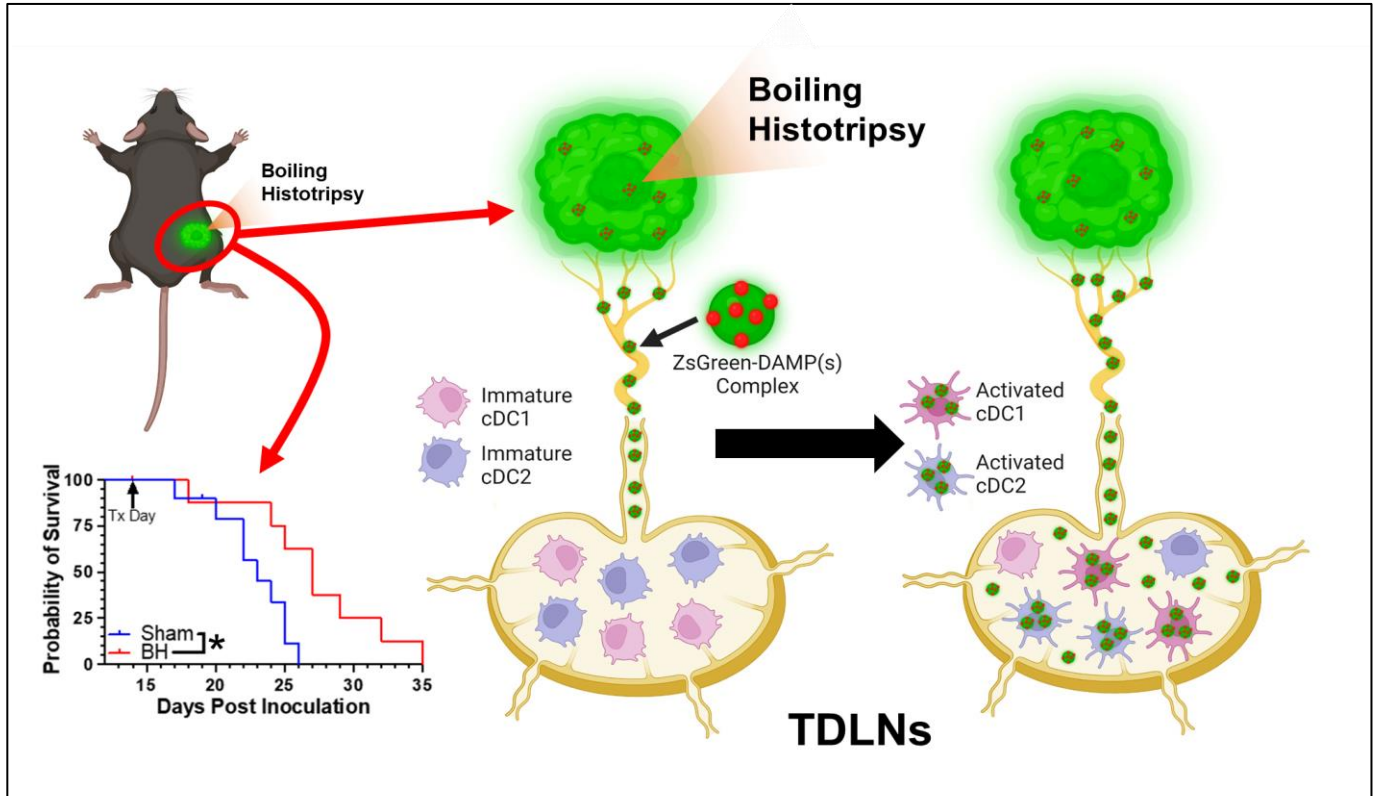 Boiling
Histotripsy
Boiling
Histotripsy
ZsGreen-DAMP(s)
Complex
Immature
cDC1
Immature
cDC2
Activated
cDC1
Activated
cDC2
TDLNs
Probability of Survival
100
75
50
25
0
Tx Day
Sham
BH
*
15
20
25
30
35
Days Post Inoculation